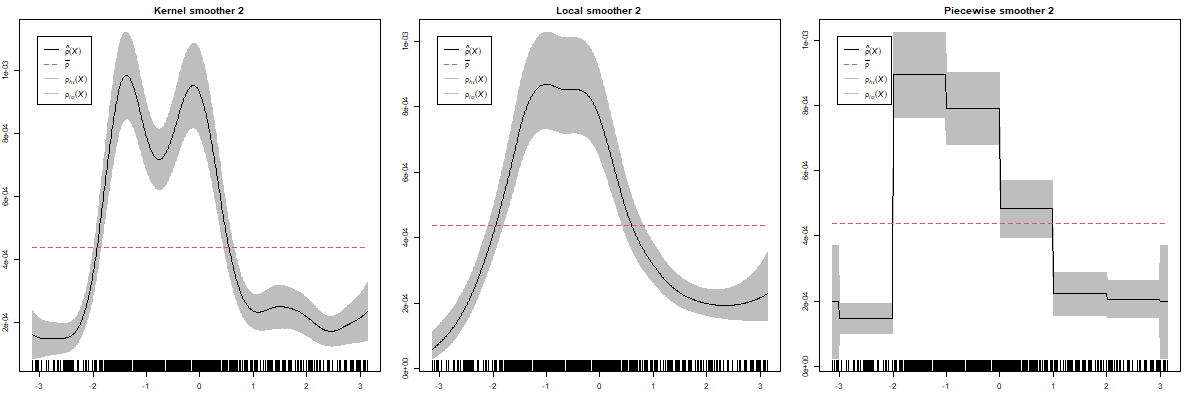 Kernel smoother 2
ρ̂(X)
ρ̅
ρhi(X)
ρlo(X)
1e-03
8e-04
6e-04
4e-04
2e-04
-3 -2 -1 0 1 2 3
Local smoother 2
ρ̂(X)
ρ̅
ρhi(X)
ρlo(X)
1e-03
8e-04
6e-04
4e-04
2e-04
0e+00
-3 -2 -1 0 1 2 3
Piecewise smoother 2
ρ̂(X)
ρ̅
ρhi(X)
ρlo(X)
1e-03
8e-04
6e-04
4e-04
2e-04
0e+00
-3 -2 -1 0 1 2 3